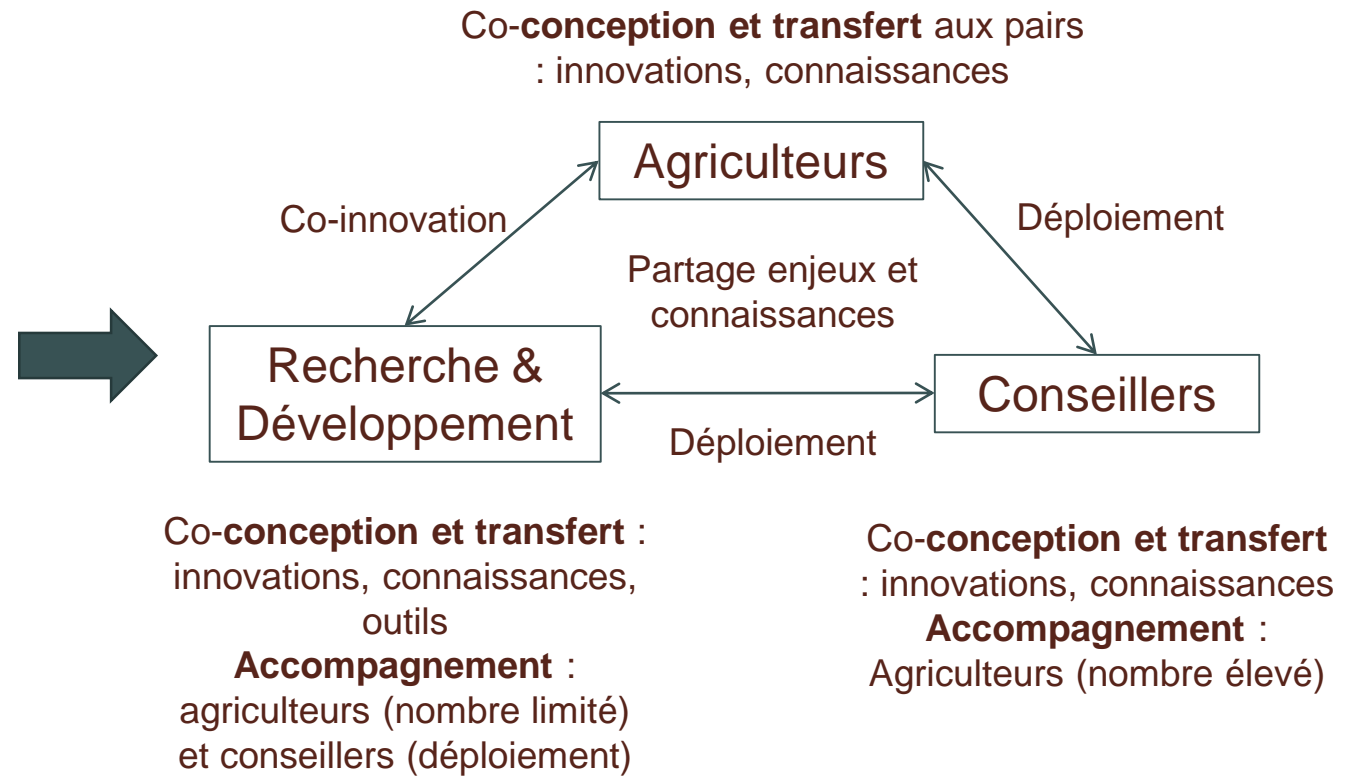 Co-conception et transfert aux pairs
: innovations, connaissances
Agriculteurs
Co-innovation
Déploiement
Partage enjeux et
connaissances
Recherche &
Développement
Conseillers
Déploiement
Co-conception et transfert :
innovations, connaissances,
outils
Accompagnement :
agriculteurs (nombre limité)
et conseillers (déploiement)
Co-conception et transfert
: innovations, connaissances
Accompagnement :
Agriculteurs (nombre élevé)